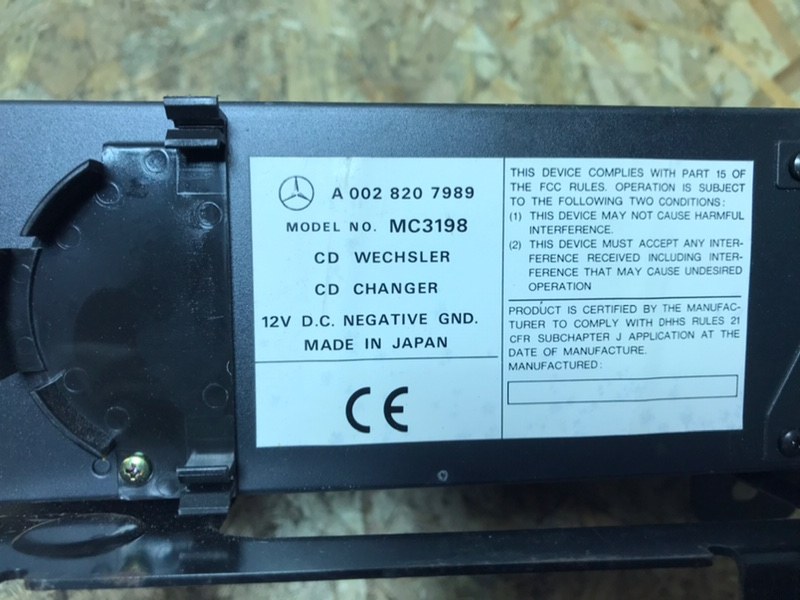 A 002 820 7989
MODEL NO. MC3198
CD WECHSLER
CD CHANGER
12V D.C. NEGATIVE GND.
MADE IN JAPAN
CE
THIS DEVICE COMPLIES WITH PART 15 OF
THE FCC RULES. OPERATION IS SUBJECT
TO THE FOLLOWING TWO CONDITIONS:
(1) THIS DEVICE MAY NOT CAUSE HARMFUL
INTERFERENCE.
(2) THIS DEVICE MUST ACCEPT ANY INTER-
FERENCE RECEIVED INCLUDING INTER-
FERENCE THAT MAY CAUSE UNDESIRED
OPERATION
PRODUCT IS CERTIFIED BY THE MANUFAC-
TURER TO COMPLY WITH DHHS RULES 21
CFR SUBCHAPTER J APPLICATION AT THE
DATE OF MANUFACTURE.
MANUFACTURED: